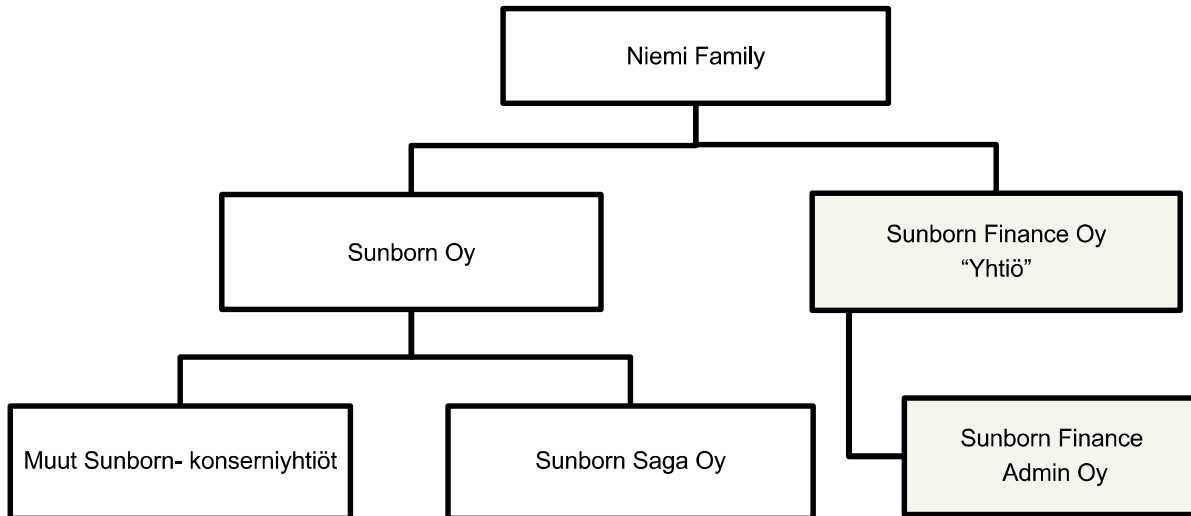 Niemi Family
Sunborn Oy
Sunborn Finance Oy
“Yhtiö”
Muut Sunborn- konserniyhtiöt
Sunborn Saga Oy
Sunborn Finance
Admin Oy